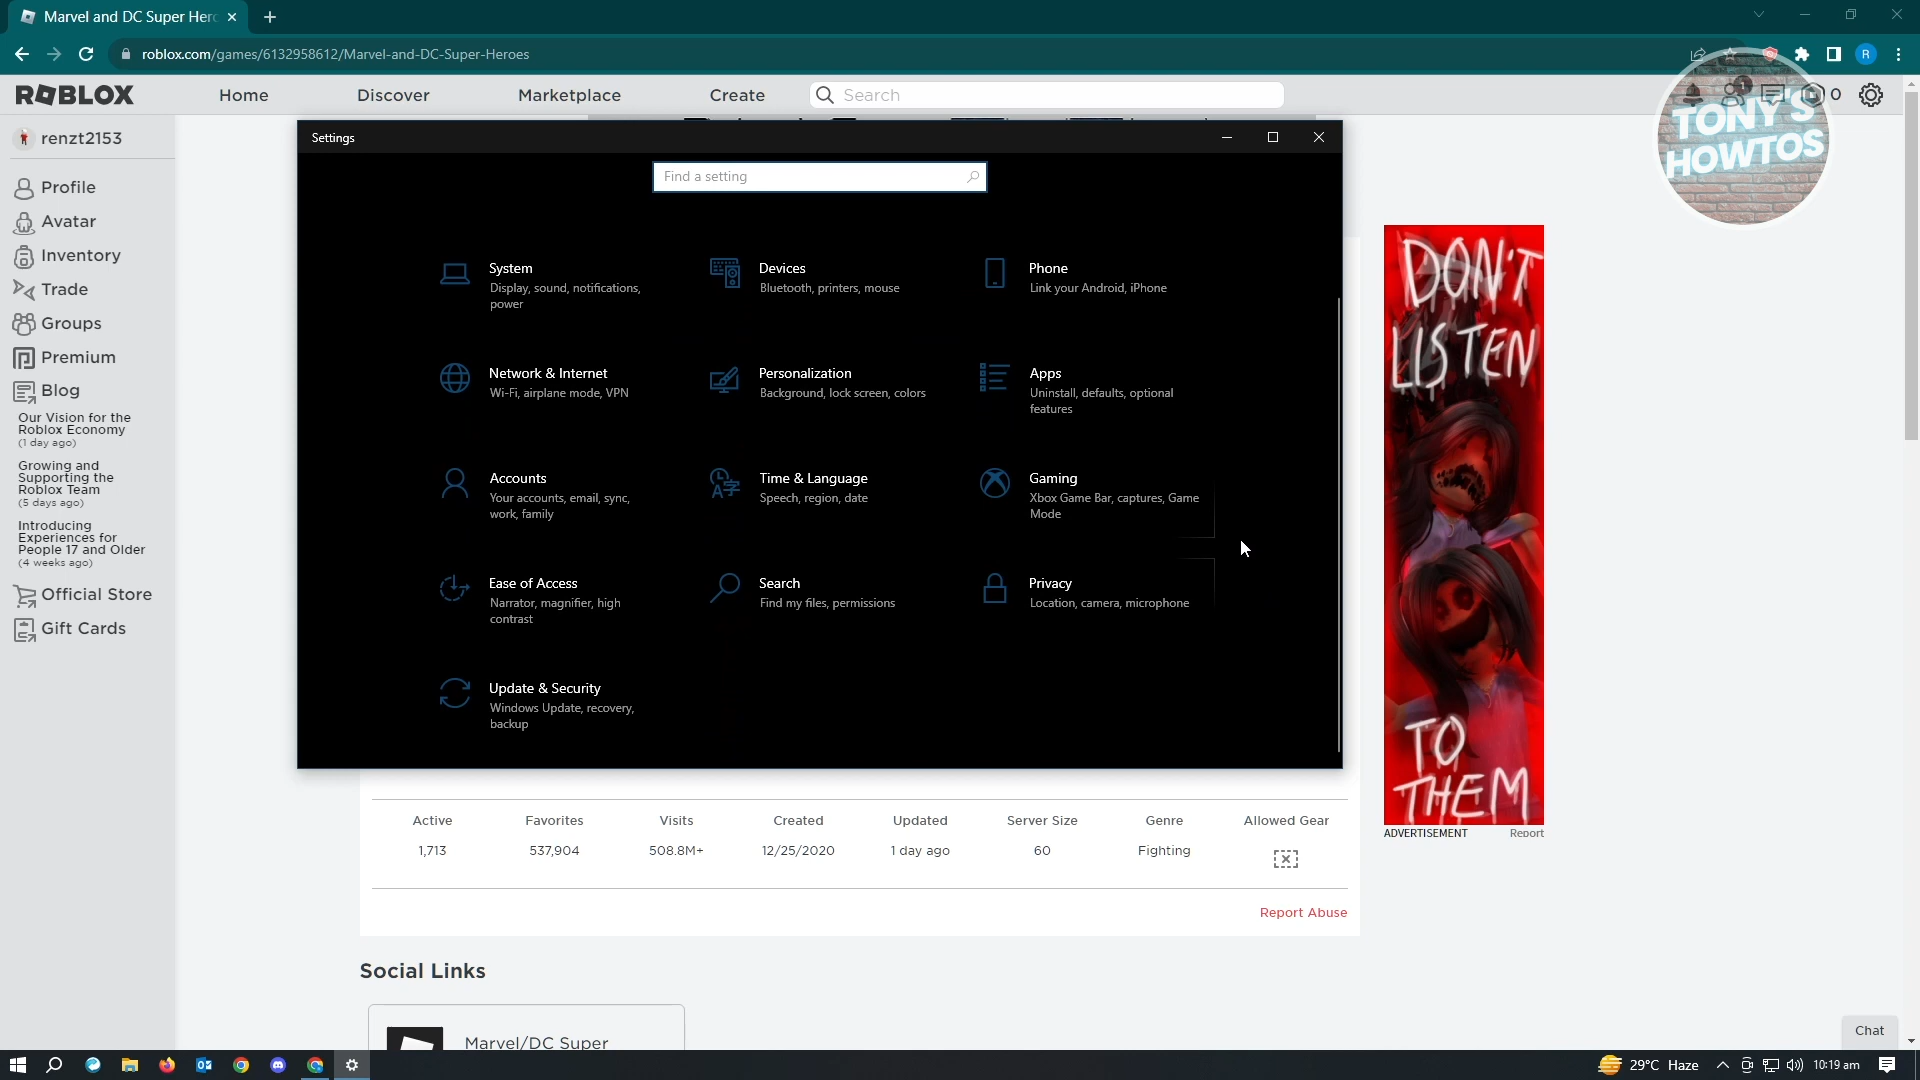 Marvel and DC Super Her
roblox.com/games/6132958612/Marvel-and-DC-Super-Heroes
R
ROBLOX
Home
Discover
Marketplace
Create
Search
1
0
TONY'S
HOWTOS
renzt2153
Profile
Avatar
Inventory
Trade
Groups
Premium
Blog
Our Vision for the
Roblox Economy
(1 day ago)
Growing and
Supporting the
Roblox Team
(5 days ago)
Introducing
Experiences for
People 17 and Older
(4 weeks ago)
Official Store
Gift Cards
Settings
Find a setting
System
Display, sound, notifications,
power
Devices
Bluetooth, printers, mouse
Phone
Link your Android, iPhone
Network & Internet
Wi-Fi, airplane mode, VPN
Personalization
Background, lock screen, colors
Apps
Uninstall, defaults, optional
features
Accounts
Your accounts, email, sync,
work, family
Time & Language
Speech, region, date
Gaming
Xbox Game Bar, captures, Game
Mode
Ease of Access
Narrator, magnifier, high
contrast
Search
Find my files, permissions
Privacy
Location, camera, microphone
Update & Security
Windows Update, recovery,
backup
DON'T
LISTEN
TO
THEM
ADVERTISEMENT
Report
Active
Favorites
Visits
Created
Updated
Server Size
Genre
Allowed Gear
1,713
537,904
508.8M+
12/25/2020
1 day ago
60
Fighting
Report Abuse
Social Links
Marvel/DC Super
Chat
29°C Haze
10:19 am